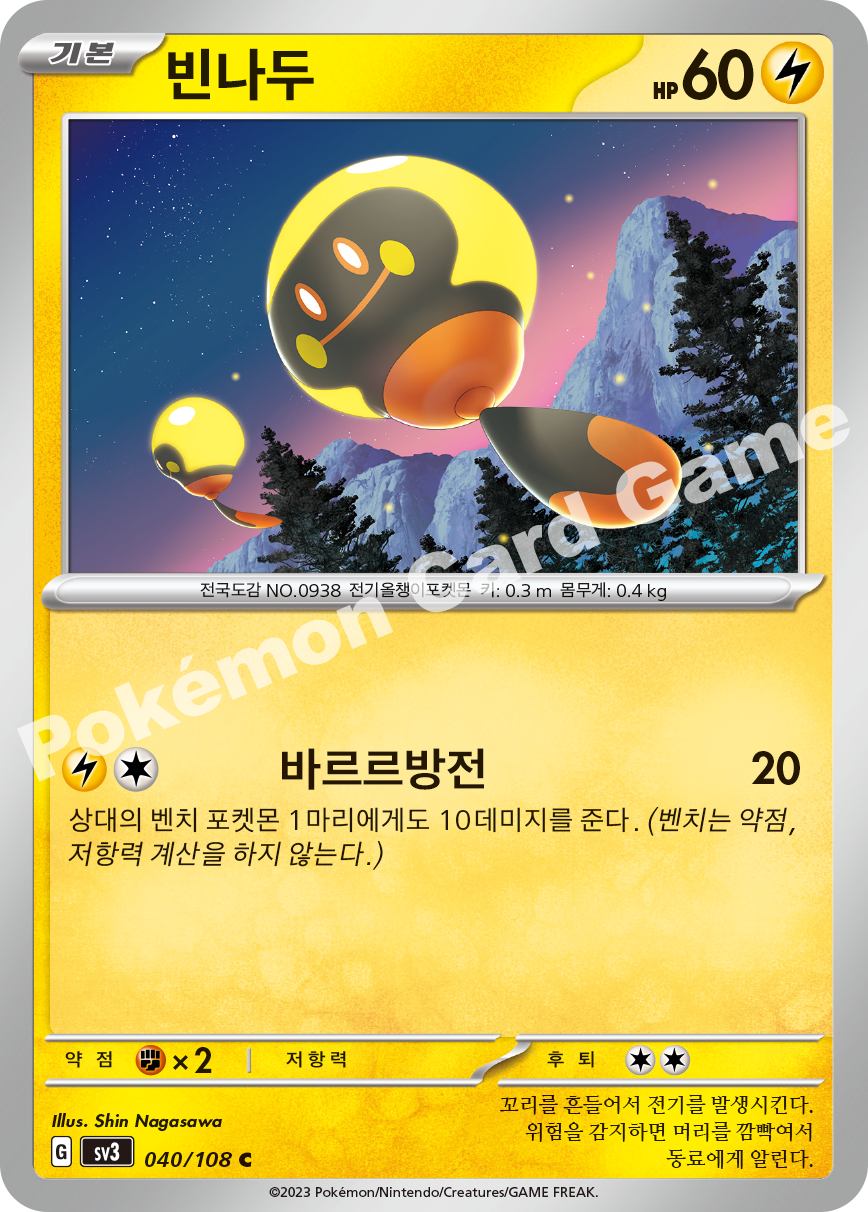 기본
빈나두
HP 60
전국도감 NO.0938 전기올챙이포켓몬 키: 0.3 m 몸무게: 0.4 kg
Pokémon Card Game
바르르방전 20
상대의 벤치 포켓몬 1마리에게도 10데미지를 준다. (벤치는 약점,
저항력 계산을 하지 않는다.)
약점 ×2 저항력 후퇴
꼬리를 흔들어서 전기를 발생시킨다.
위험을 감지하면 머리를 깜빡여서
동료에게 알린다.
Illus. Shin Nagasawa
G sv3 040/108 C
©2023 Pokémon/Nintendo/Creatures/GAME FREAK.